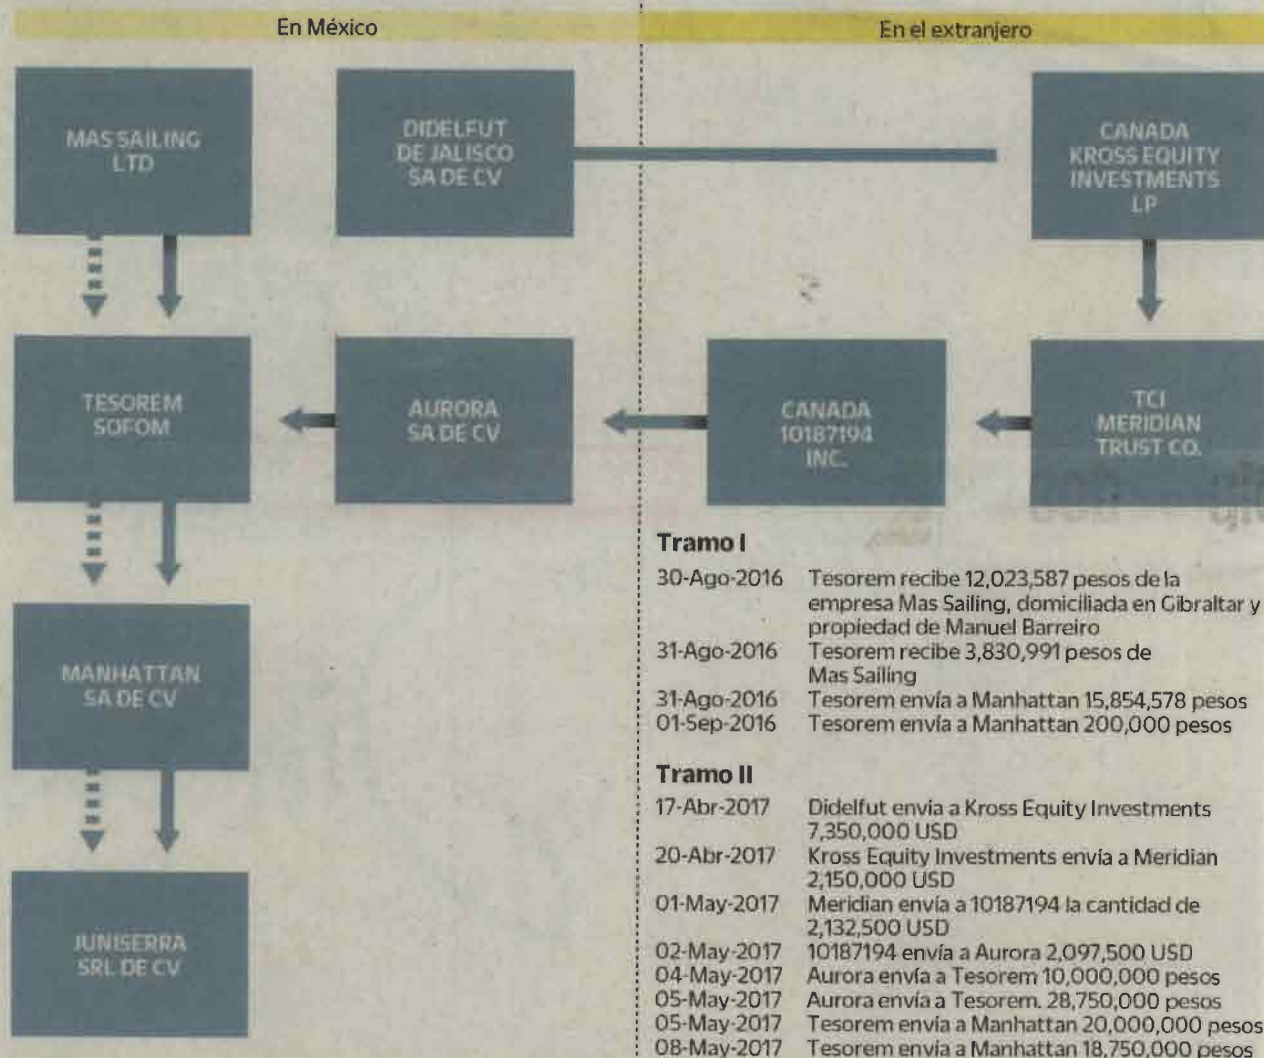 En México
En el extranjero
MAS SAILING
LTD
DIDELFUT
DE JALISCO
SA DE CV
CANADA
KROSS EQUITY
INVESTMENTS
LP
TESOREM
SOFOM
AURORA
SA DE CV
CANADA
10187194
INC.
TCI
MERIDIAN
TRUST CO.
MANHATTAN
SA DE CV
JUNISERRA
SRL DE CV
Tramo I
30-Ago-2016 Tesorem recibe 12,023,587 pesos de la
empresa Mas Sailing, domiciliada en Gibraltar y
propiedad de Manuel Barreiro
31-Ago-2016 Tesorem recibe 3,830,991 pesos de
Mas Sailing
31-Ago-2016 Tesorem envía a Manhattan 15,854,578 pesos
01-Sep-2016 Tesorem envía a Manhattan 200,000 pesos
Tramo II
17-Abr-2017 Didelfut envía a Kross Equity Investments
7,350,000 USD
20-Abr-2017 Kross Equity Investments envía a Meridian
2,150,000 USD
01-May-2017 Meridian envía a 10187194 la cantidad de
2,132,500 USD
02-May-2017 10187194 envía a Aurora 2,097,500 USD
04-May-2017 Aurora envía a Tesorem 10,000,000 pesos
05-May-2017 Aurora envía a Tesorem. 28,750,000 pesos
05-May-2017 Tesorem envía a Manhattan 20,000,000 pesos
08-May-2017 Tesorem envía a Manhattan 18,750,000 pesos